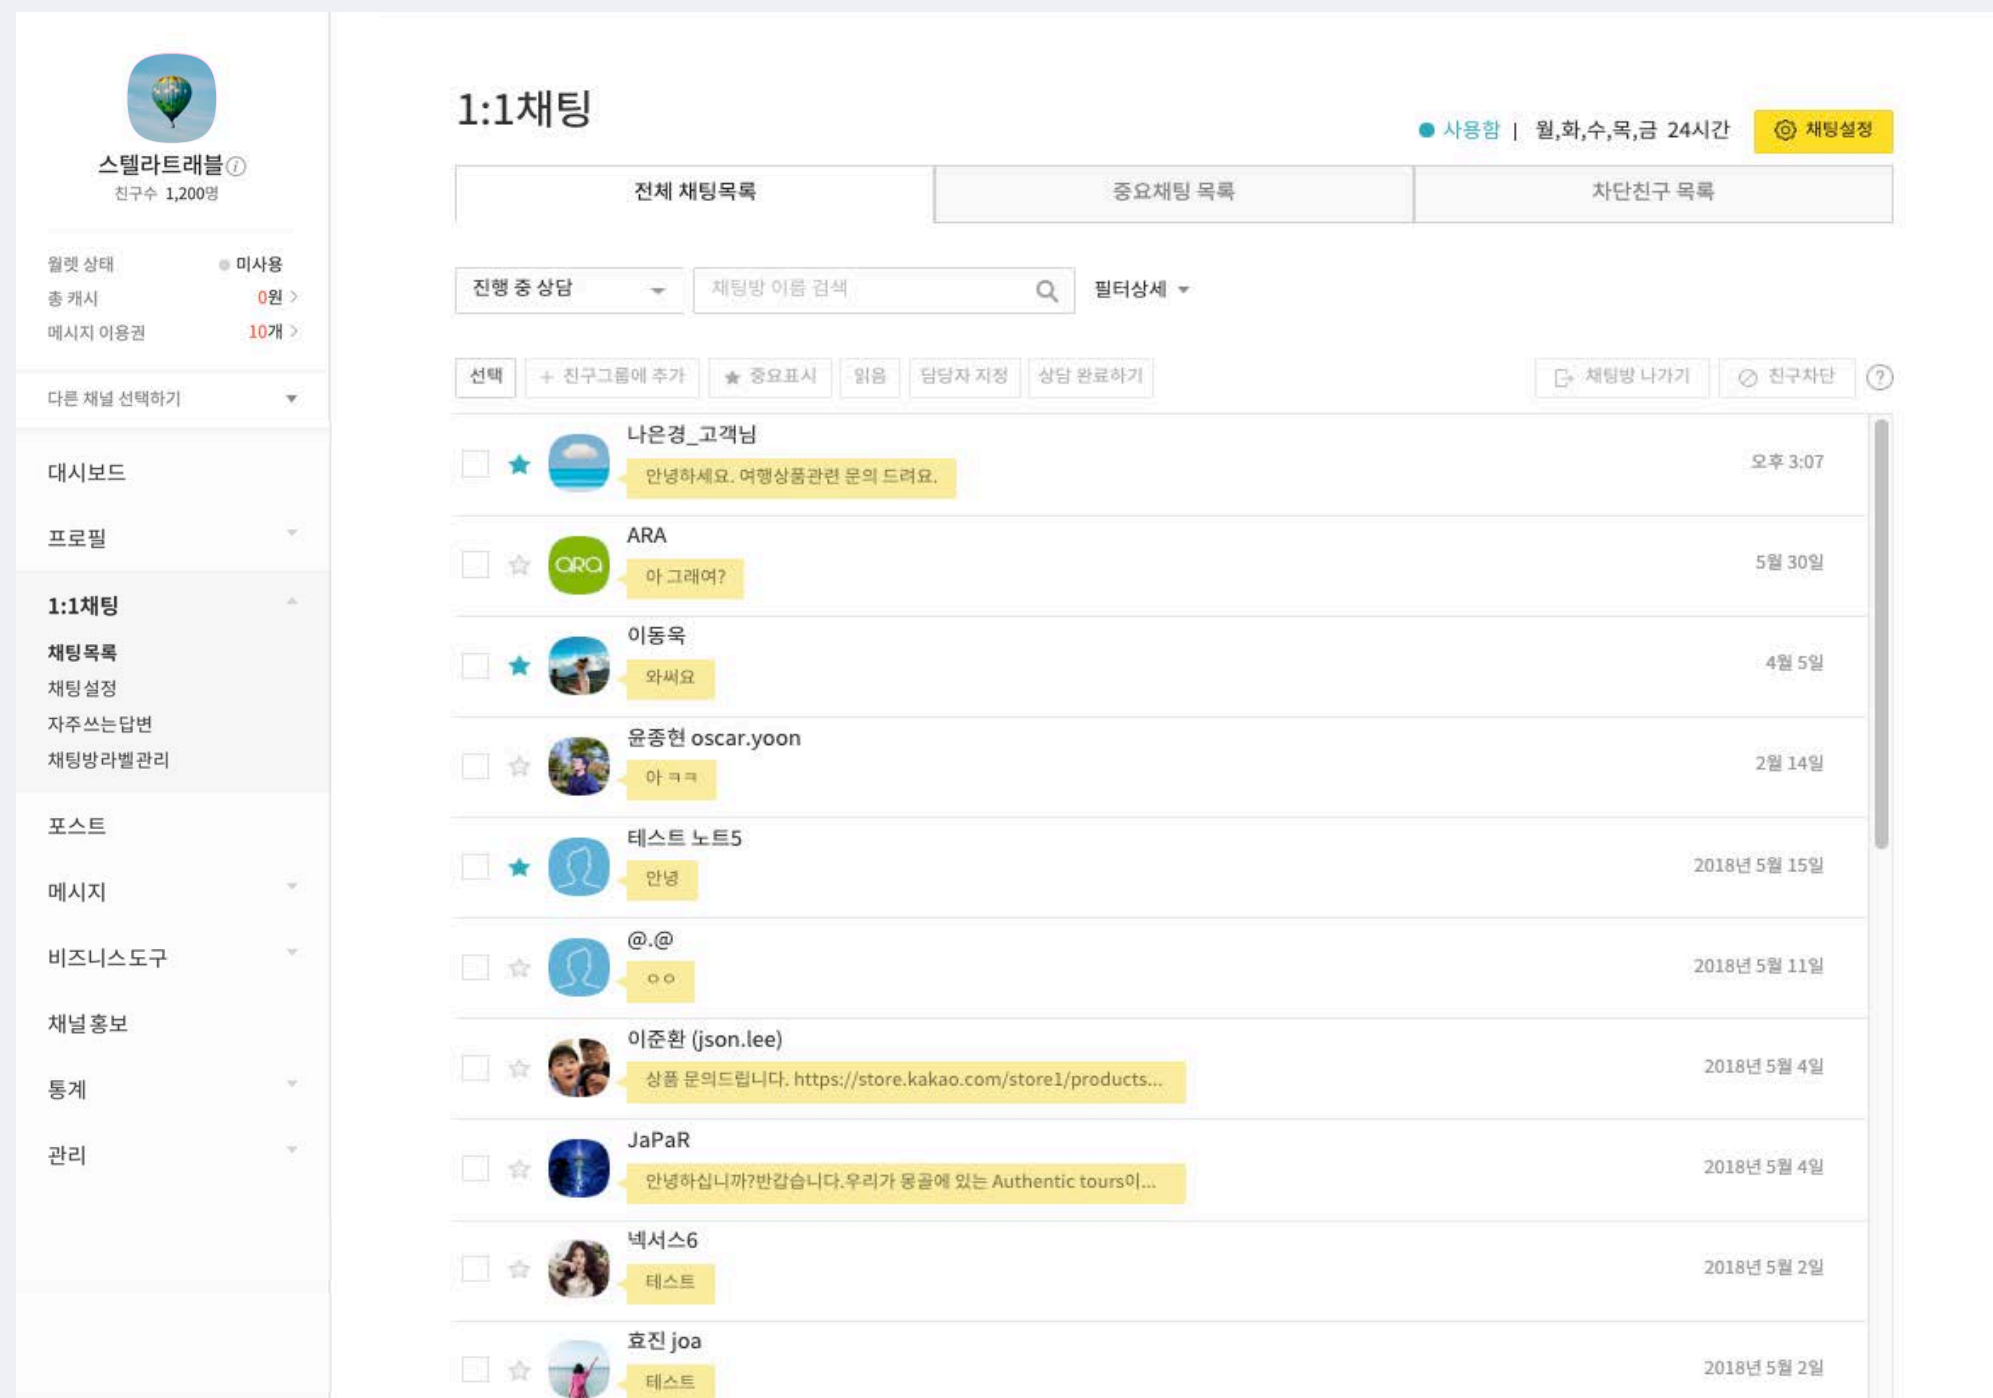 스텔라트래블
친구수 1,200명
월렛 상태 미사용
총 캐시 0원
메시지 이용권 10개
다른 채널 선택하기
대시보드
프로필
1:1채팅
채팅목록
채팅설정
자주쓰는답변
채팅방라벨관리
포스트
메시지
비즈니스도구
채널홍보
통계
관리
1:1채팅
사용함 | 월,화,수,목,금 24시간 채팅설정
전체 채팅목록 중요채팅 목록 차단친구 목록
진행 중 상담 채팅방 이름 검색 필터상세
선택 + 친구그룹에 추가 ★ 중요표시 읽음 담당자 지정 상담 완료하기 채팅방 나가기 친구차단 ?
나은경_고객님
안녕하세요. 여행상품관련 문의 드려요.
오후 3:07
ARA
ara
아 그래여?
5월 30일
이동욱
와써요
4월 5일
윤종현 oscar.yoon
아 ㅋㅋ
2월 14일
테스트 노트5
안녕
2018년 5월 15일
@.@
ㅇㅇ
2018년 5월 11일
이준환 (json.lee)
상품 문의드립니다. https://store.kakao.com/store1/products...
2018년 5월 4일
JaPaR
안녕하십니까?반갑습니다.우리가 몽골에 있는 Authentic tours이...
2018년 5월 4일
넥서스6
테스트
2018년 5월 2일
효진 joa
테스트
2018년 5월 2일